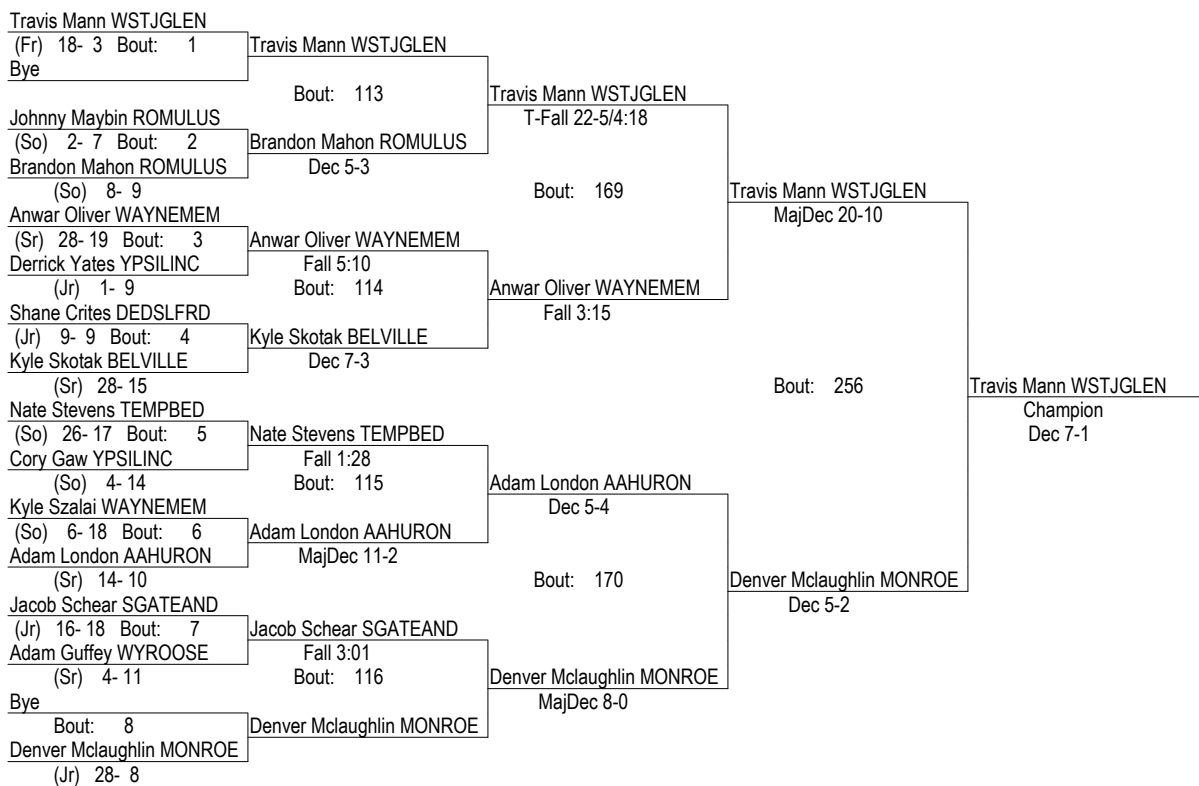 Travis Mann WSTJGLEN
(Fr) 18- 3 Bout: 1
Bye
Johnny Maybin ROMULUS
(So) 2- 7 Bout: 2
Brandon Mahon ROMULUS
(So) 8- 9
Anwar Oliver WAYNEMEM
(Sr) 28- 19 Bout: 3
Derrick Yates YPSILINC
(Jr) 1- 9
Shane Crites DEDSLFRD
(Jr) 9- 9 Bout: 4
Kyle Skotak BELVILLE
(Sr) 28- 15
Nate Stevens TEMPBED
(So) 26- 17 Bout: 5
Cory Gaw YPSILINC
(So) 4- 14
Kyle Szalai WAYNEMEM
(So) 6- 18 Bout: 6
Adam London AAHURON
(Sr) 14- 10
Jacob Schear SGATEAND
(Jr) 16- 18 Bout: 7
Adam Guffey WYROOSE
(Sr) 4- 11
Bye
Bout: 8
Denver Mclaughlin MONROE
(Jr) 28- 8
Travis Mann WSTJGLEN
Bout: 113
Brandon Mahon ROMULUS
Dec 5-3
Anwar Oliver WAYNEMEM
Fall 5:10
Bout: 114
Kyle Skotak BELVILLE
Dec 7-3
Nate Stevens TEMPBED
Fall 1:28
Bout: 115
Adam London AAHURON
MajDec 11-2
Jacob Schear SGATEAND
Fall 3:01
Bout: 116
Denver Mclaughlin MONROE
Travis Mann WSTJGLEN
T-Fall 22-5/4:18
Bout: 169
Anwar Oliver WAYNEMEM
Fall 3:15
Adam London AAHURON
Dec 5-4
Bout: 170
Denver Mclaughlin MONROE
MajDec 8-0
Travis Mann WSTJGLEN
MajDec 20-10
Bout: 256
Denver Mclaughlin MONROE
Dec 5-2
Travis Mann WSTJGLEN
Champion
Dec 7-1